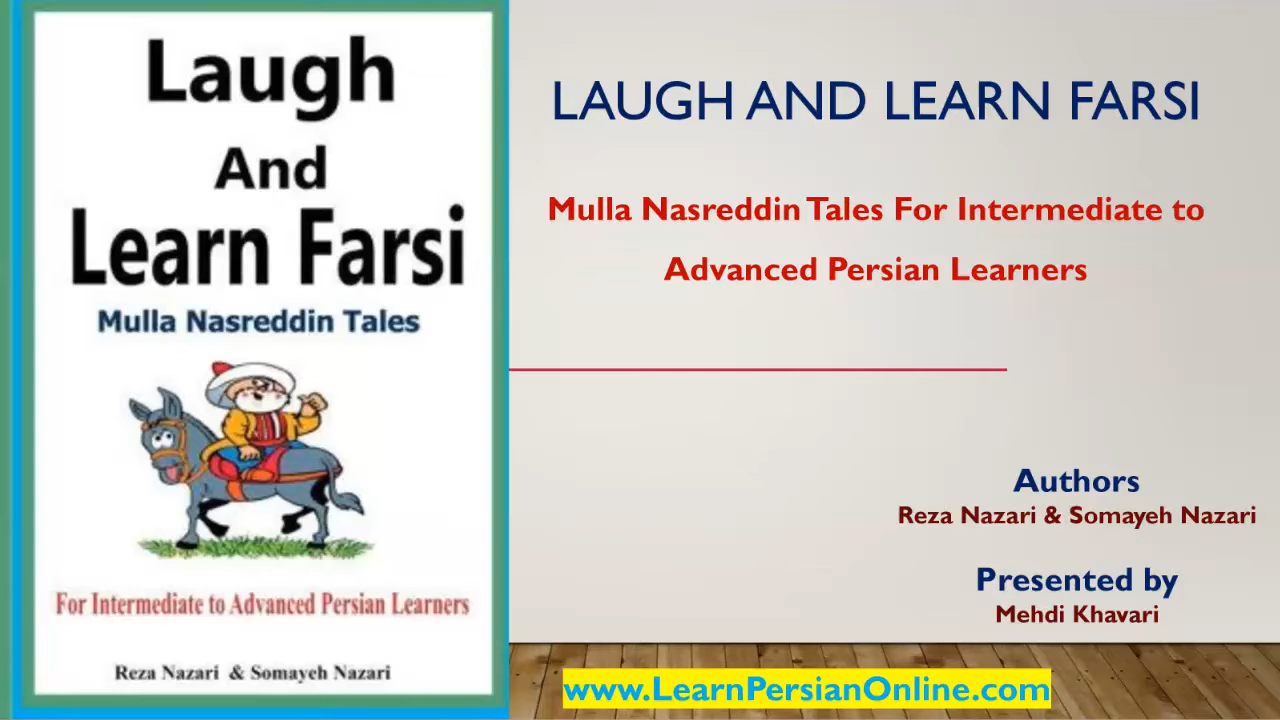 Laugh
And
Learn Farsi
Mulla Nasreddin Tales
For Intermediate to Advanced Persian Learners
Reza Nazari & Somayeh Nazari
LAUGH AND LEARN FARSI
Mulla Nasreddin Tales For Intermediate to
Advanced Persian Learners
Authors
Reza Nazari & Somayeh Nazari
Presented by
Mehdi Khavari
www.LearnPersianOnline.com